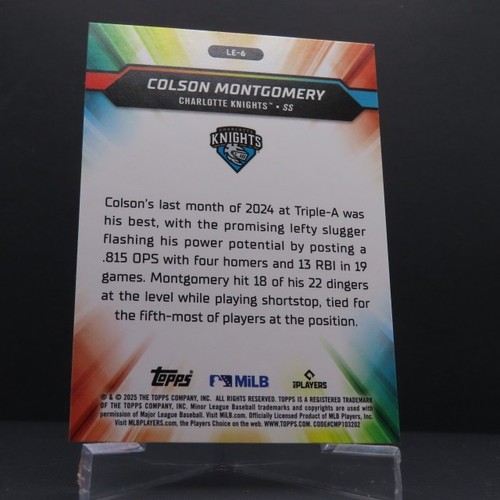 LE-6
COLSON MONTGOMERY
CHARLOTTE KNIGHTS™ • SS
CHARLOTTE
KNIGHTS
Colson's last month of 2024 at Triple-A was
his best, with the promising lefty slugger
flashing his power potential by posting a
.815 OPS with four homers and 13 RBI in 19
games. Montgomery hit 18 of his 22 dingers
at the level while playing shortstop, tied for
the fifth-most of players at the position.
Topps MiLB PLAYERS
® & © 2025 THE TOPPS COMPANY, INC. ALL RIGHTS RESERVED. TOPPS IS A REGISTERED TRADEMARK
OF THE TOPPS COMPANY, INC. Minor League Baseball trademarks and copyrights are used with
permission of Major League Baseball. Visit MiLB.com. Officially Licensed Product of MLB Players, Inc.
Visit MLBPLAYERS.com, the Players Choice on the web. WWW.TOPPS.COM. CODE#CMP103202